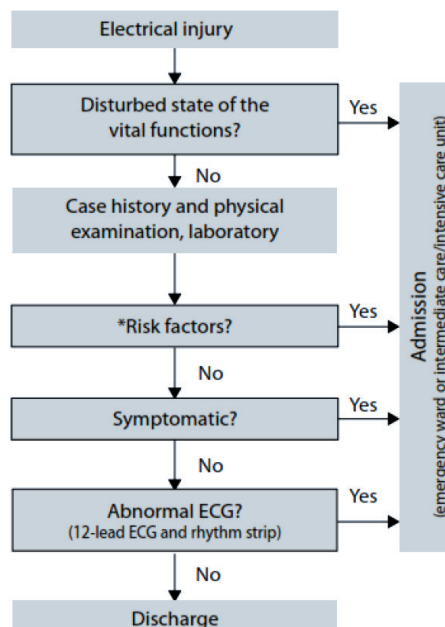 Electrical injury
Disturbed state of the
vital functions?
Yes
No
Case history and physical
examination, laboratory
*Risk factors?
Yes
No
Symptomatic?
Yes
No
Abnormal ECG?
(12-lead ECG and rhythm strip)
Yes
No
Discharge
Admission
(emergency ward or intermediate care/intensive care unit)